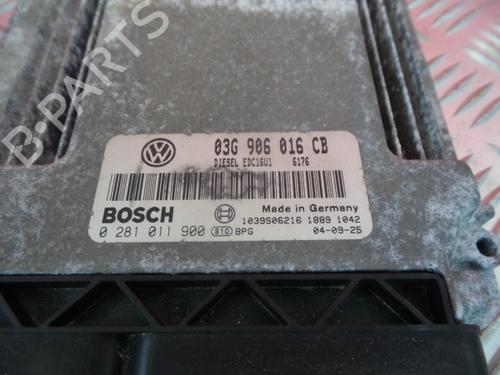 03G 906 016 CB
DIESEL EDC16U1 6176
BOSCH
Made in Germany
1039S06216 1889 1042
0 281 011 900 810 BPG 04-09-25
B-Parts